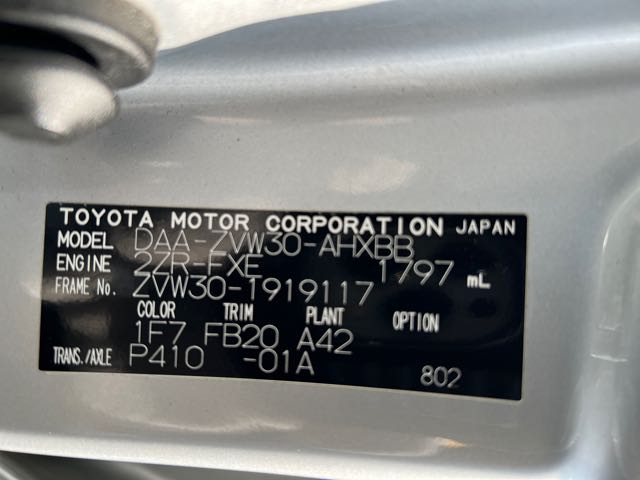 TOYOTA MOTOR CORPORATION JAPAN
MODEL DAA-ZVW30-AHXBB
ENGINE 2ZR-FXE 1797 mL
FRAME No. ZVW30-1919117
COLOR TRIM PLANT OPTION
1F7 FB20 A42
TRANS./AXLE P410 -01A
802